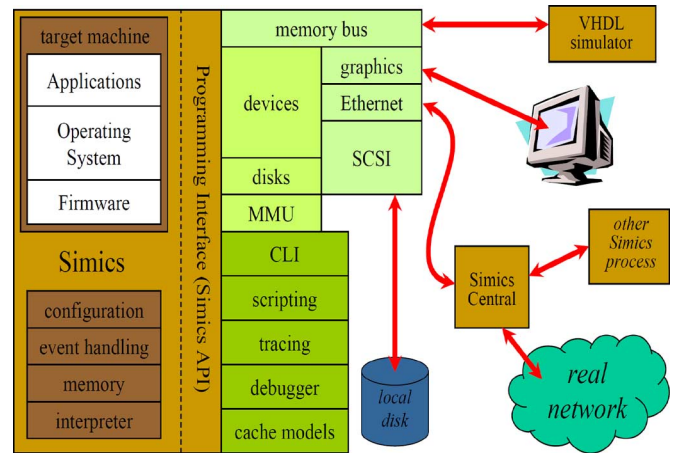 target machine
Applications
Operating
System
Firmware
Simics
configuration
event handling
memory
interpreter
Programming Interface (Simics API)
memory bus
devices
graphics
Ethernet
SCSI
disks
MMU
CLI
scripting
tracing
debugger
cache models
local
disk
VHDL
simulator
Simics
Central
other
Simics
process
real
network